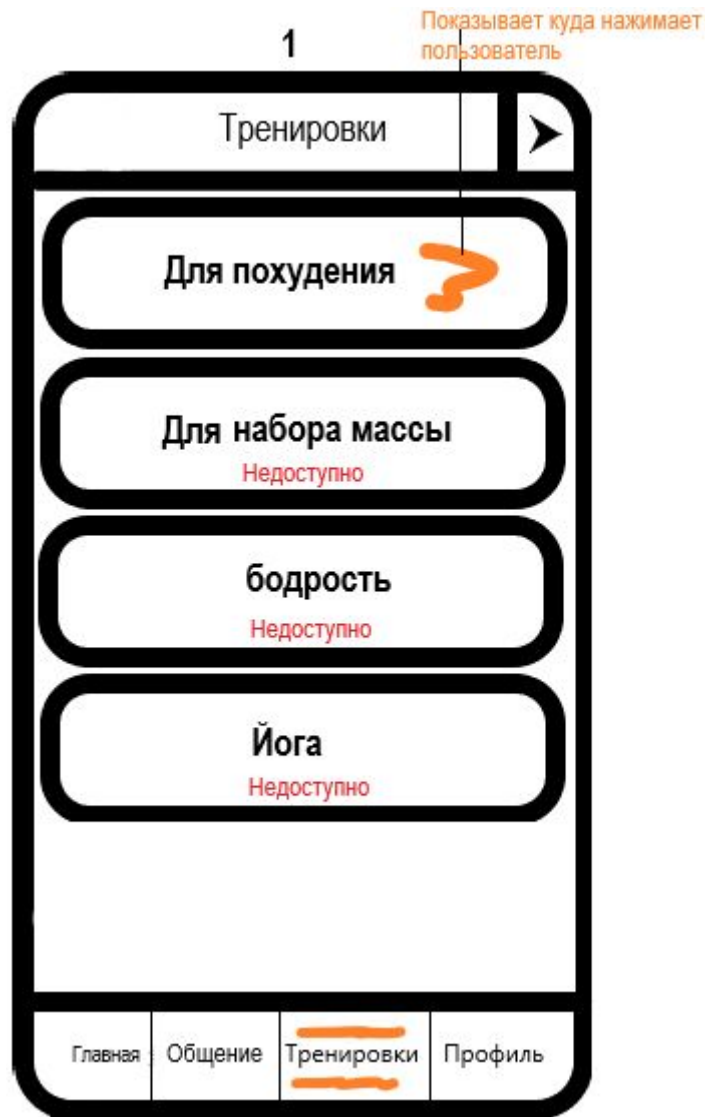 Показывает куда нажимает
пользователь
1
Тренировки
Для похудения
Для набора массы
Недоступно
бодрость
Недоступно
Йога
Недоступно
Главная Общение Тренировки Профиль